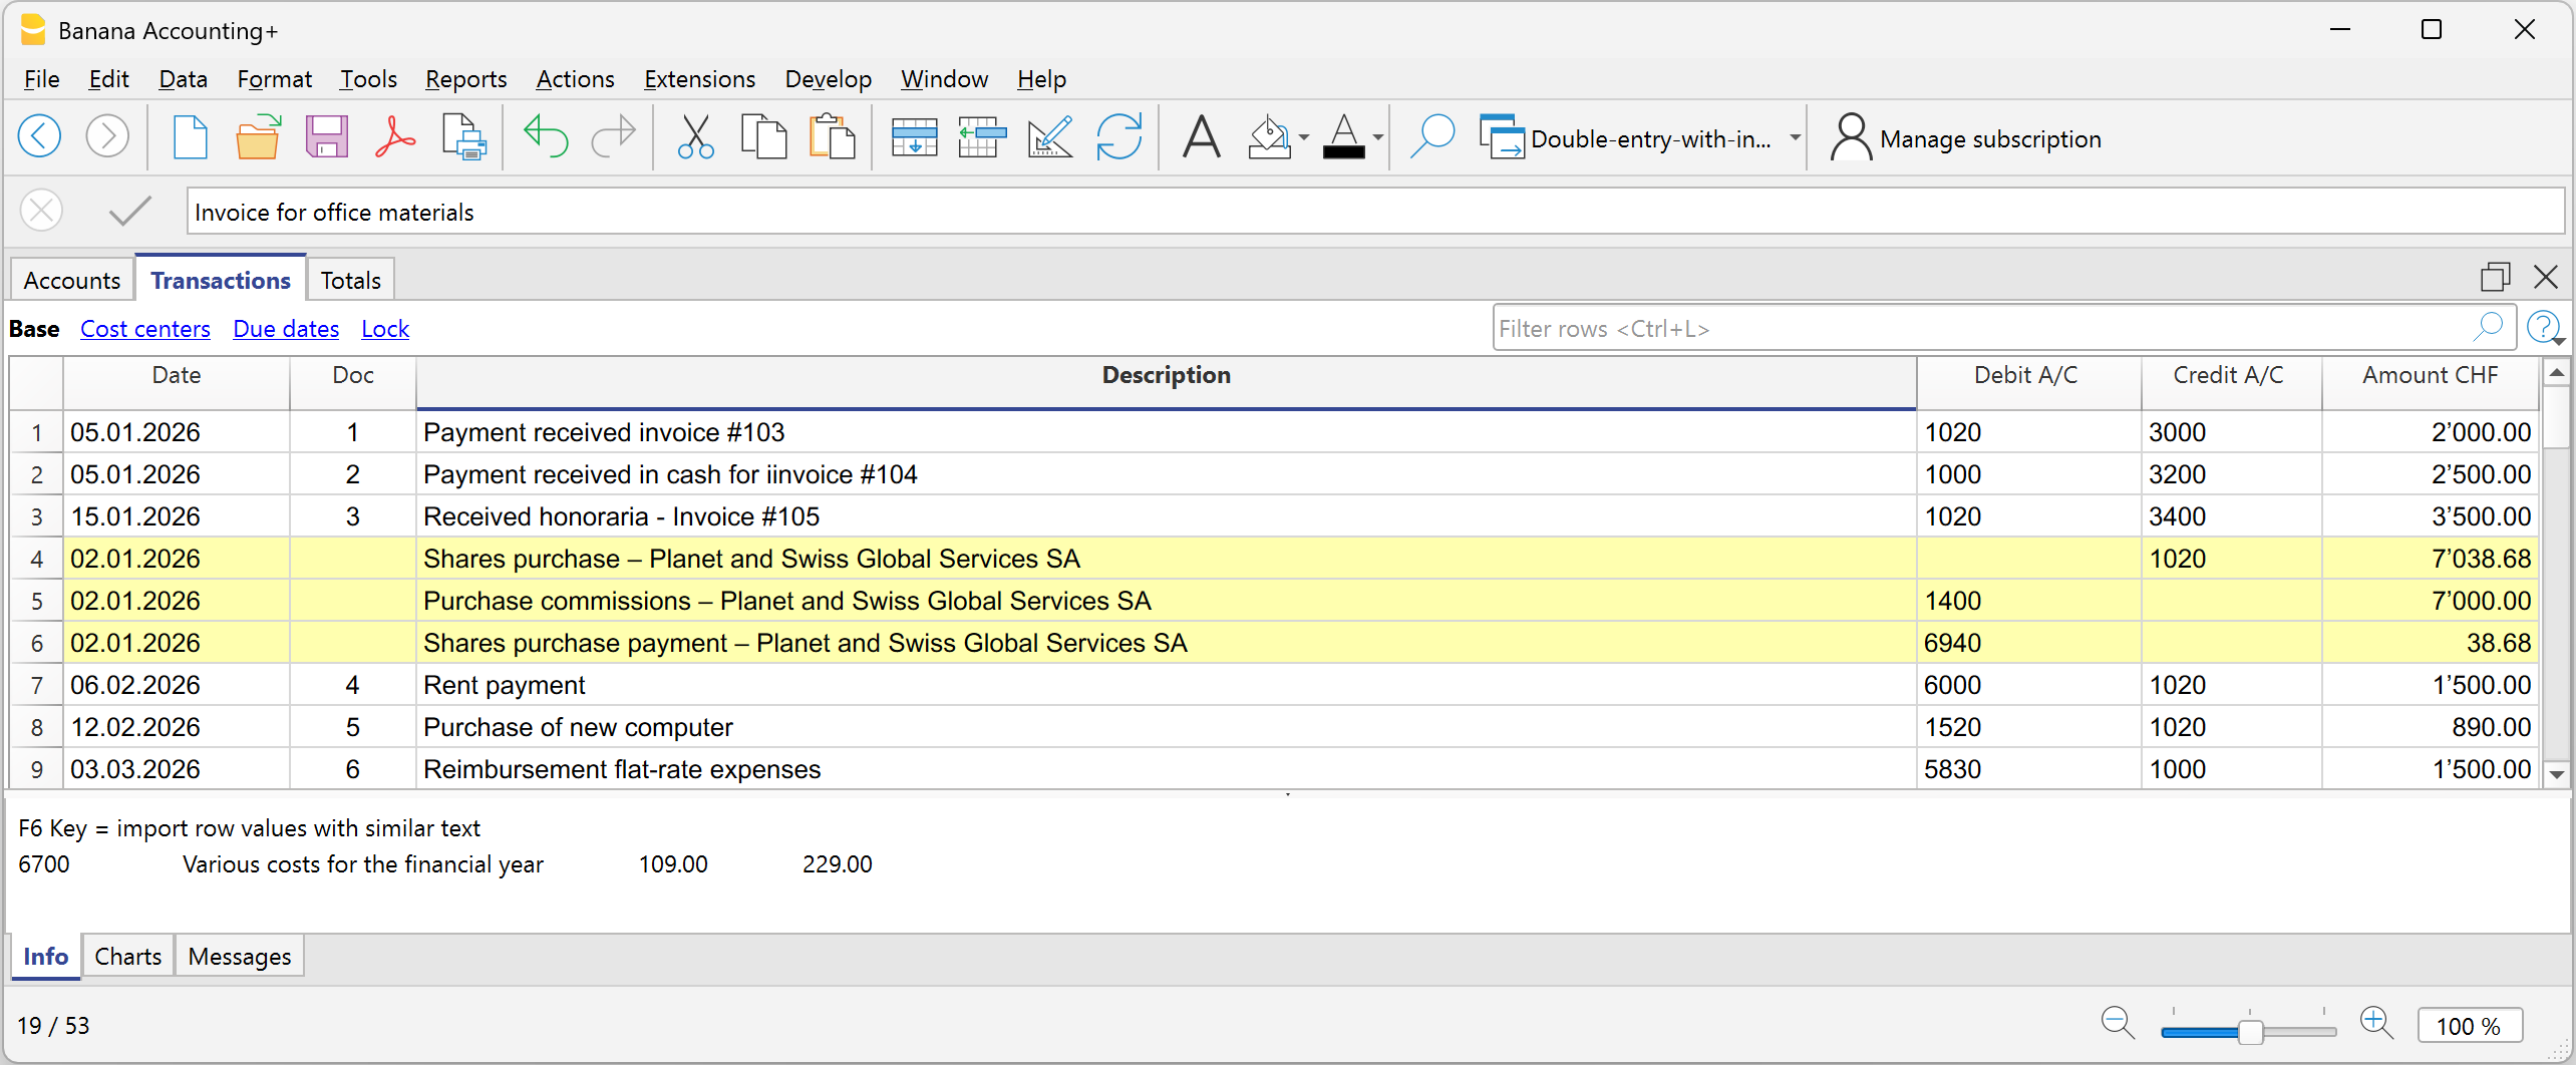 Banana Accounting+
File Edit Data Format Tools Reports Actions Extensions Develop Window Help
Double-entry-with-in... Manage subscription
Invoice for office materials
Accounts Transactions Totals
Base Cost centers Due dates Lock Filter rows <Ctrl+L>
Date Doc Description Debit A/C Credit A/C Amount CHF
1 05.01.2026 1 Payment received invoice #103 1020 3000 2’000.00
2 05.01.2026 2 Payment received in cash for iinvoice #104 1000 3200 2’500.00
3 15.01.2026 3 Received honoraria - Invoice #105 1020 3400 3’500.00
4 02.01.2026 Shares purchase – Planet and Swiss Global Services SA 1020 7’038.68
5 02.01.2026 Purchase commissions – Planet and Swiss Global Services SA 1400 7’000.00
6 02.01.2026 Shares purchase payment – Planet and Swiss Global Services SA 6940 38.68
7 06.02.2026 4 Rent payment 6000 1020 1’500.00
8 12.02.2026 5 Purchase of new computer 1520 1020 890.00
9 03.03.2026 6 Reimbursement flat-rate expenses 5830 1000 1’500.00
F6 Key = import row values with similar text
6700 Various costs for the financial year 109.00 229.00
Info Charts Messages
19 / 53 100 %